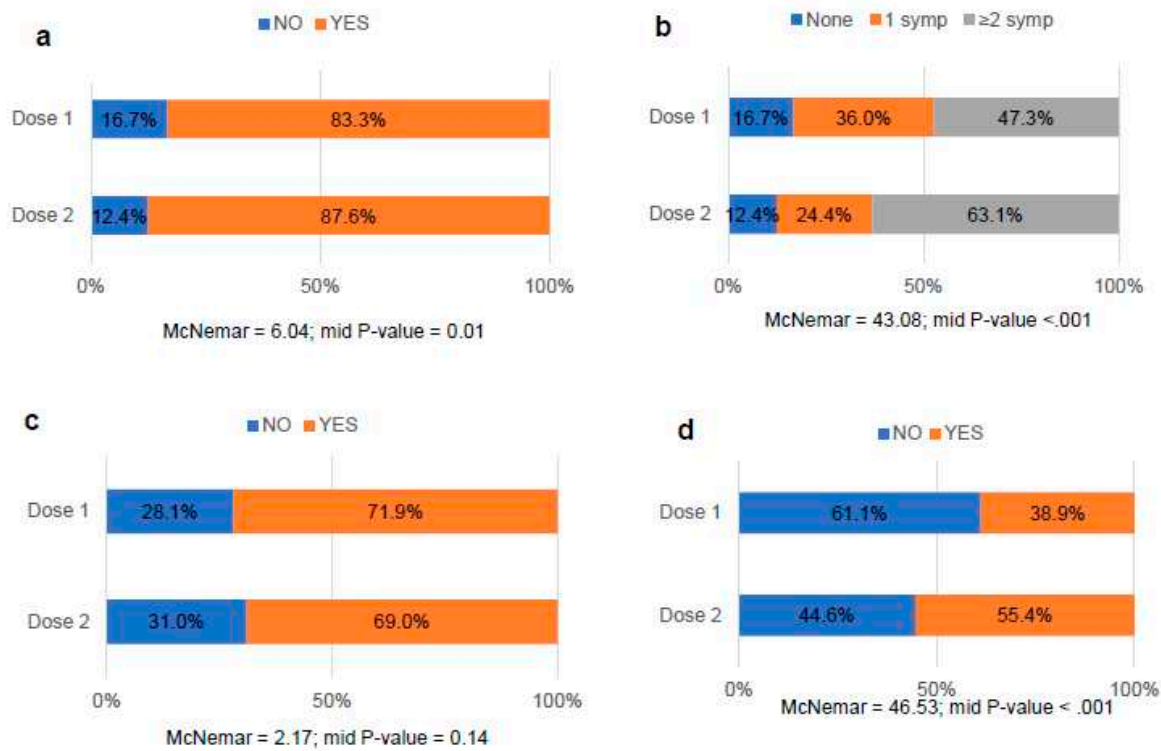 a
NO YES
Dose 1 16.7% 83.3%
Dose 2 12.4% 87.6%
0% 50% 100%
McNemar = 6.04; mid P-value = 0.01
b
None 1 symp ≥2 symp
Dose 1 16.7% 36.0% 47.3%
Dose 2 12.4% 24.4% 63.1%
0% 50% 100%
McNemar = 43.08; mid P-value <.001
c
NO YES
Dose 1 28.1% 71.9%
Dose 2 31.0% 69.0%
0% 50% 100%
McNemar = 2.17; mid P-value = 0.14
d
NO YES
Dose 1 61.1% 38.9%
Dose 2 44.6% 55.4%
0% 50% 100%
McNemar = 46.53; mid P-value < .001